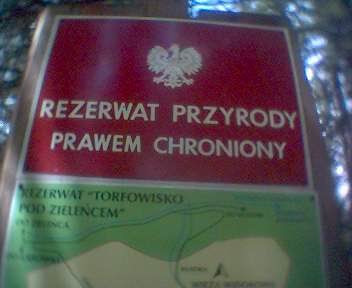 REZERWAT PRZYRODY
PRAWEM CHRONIONY
REZERWAT "TORFOWISKO
POD ZIELEŃCEM"